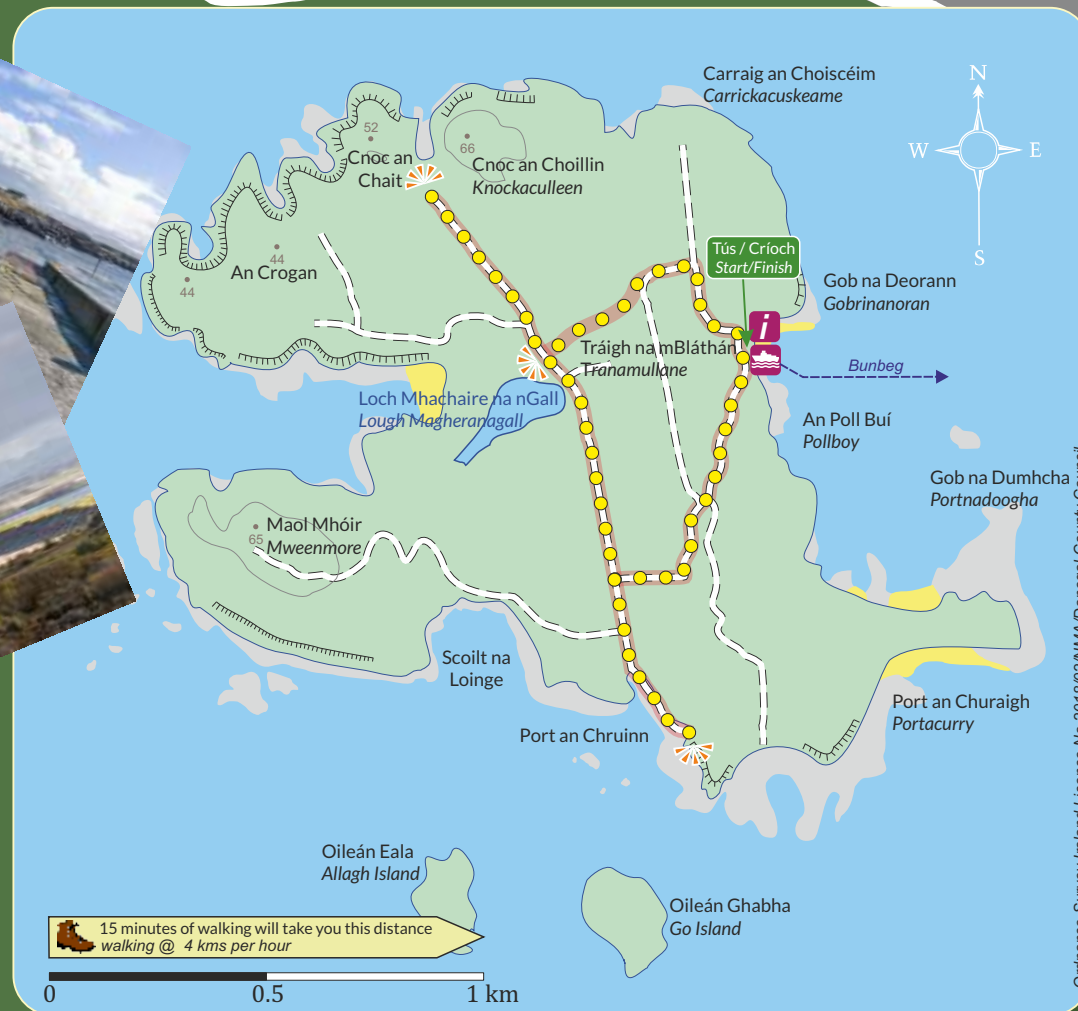 Carraig an Choiscéim
Carrickacuskeame
N
W
E
S
52
Cnoc an
Chait
66
Cnoc an Choillin
Knockaculleen
44
An Crogan
44
Tús / Críoch
Start/Finish
Gob na Deorann
Gobrinanoran
i
Bunbeg
Tráigh na mBláthán
Tranamullane
Loch Mhachaire na nGall
Lough Magheranagall
An Poll Buí
Pollboy
Gob na Dumhcha
Portnadoogha
Maol Mhóir
65
Mweenmore
Scoilt na
Loinge
Port an Churaigh
Portacurry
Port an Chruinn
Oileán Eala
Allagh Island
Oileán Ghabha
Go Island
15 minutes of walking will take you this distance
walking @ 4 kms per hour
0
0.5
1 km